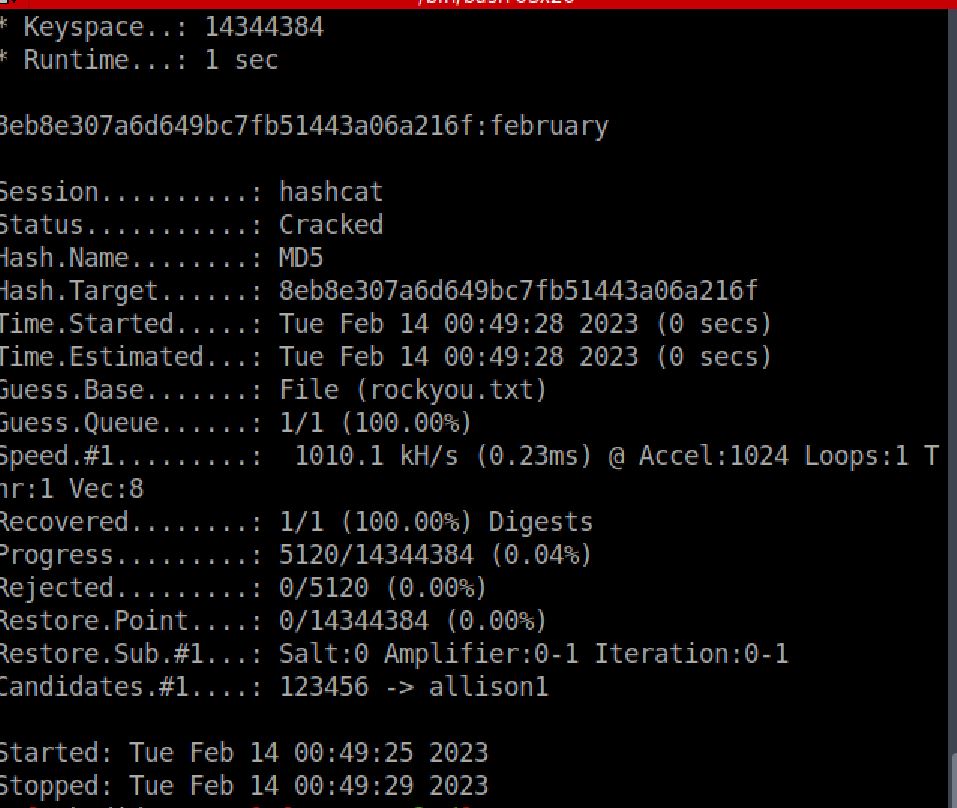 * Keyspace..: 14344384
* Runtime...: 1 sec
8eb8e307a6d649bc7fb51443a06a216f:february
Session..........: hashcat
Status...........: Cracked
Hash.Name........: MD5
Hash.Target......: 8eb8e307a6d649bc7fb51443a06a216f
Time.Started.....: Tue Feb 14 00:49:28 2023 (0 secs)
Time.Estimated...: Tue Feb 14 00:49:28 2023 (0 secs)
Guess.Base.......: File (rockyou.txt)
Guess.Queue......: 1/1 (100.00%)
Speed.#1.........:  1010.1 kH/s (0.23ms) @ Accel:1024 Loops:1 T
hr:1 Vec:8
Recovered........: 1/1 (100.00%) Digests
Progress.........: 5120/14344384 (0.04%)
Rejected.........: 0/5120 (0.00%)
Restore.Point....: 0/14344384 (0.00%)
Restore.Sub.#1...: Salt:0 Amplifier:0-1 Iteration:0-1
Candidates.#1....: 123456 -> allison1
Started: Tue Feb 14 00:49:25 2023
Stopped: Tue Feb 14 00:49:29 2023